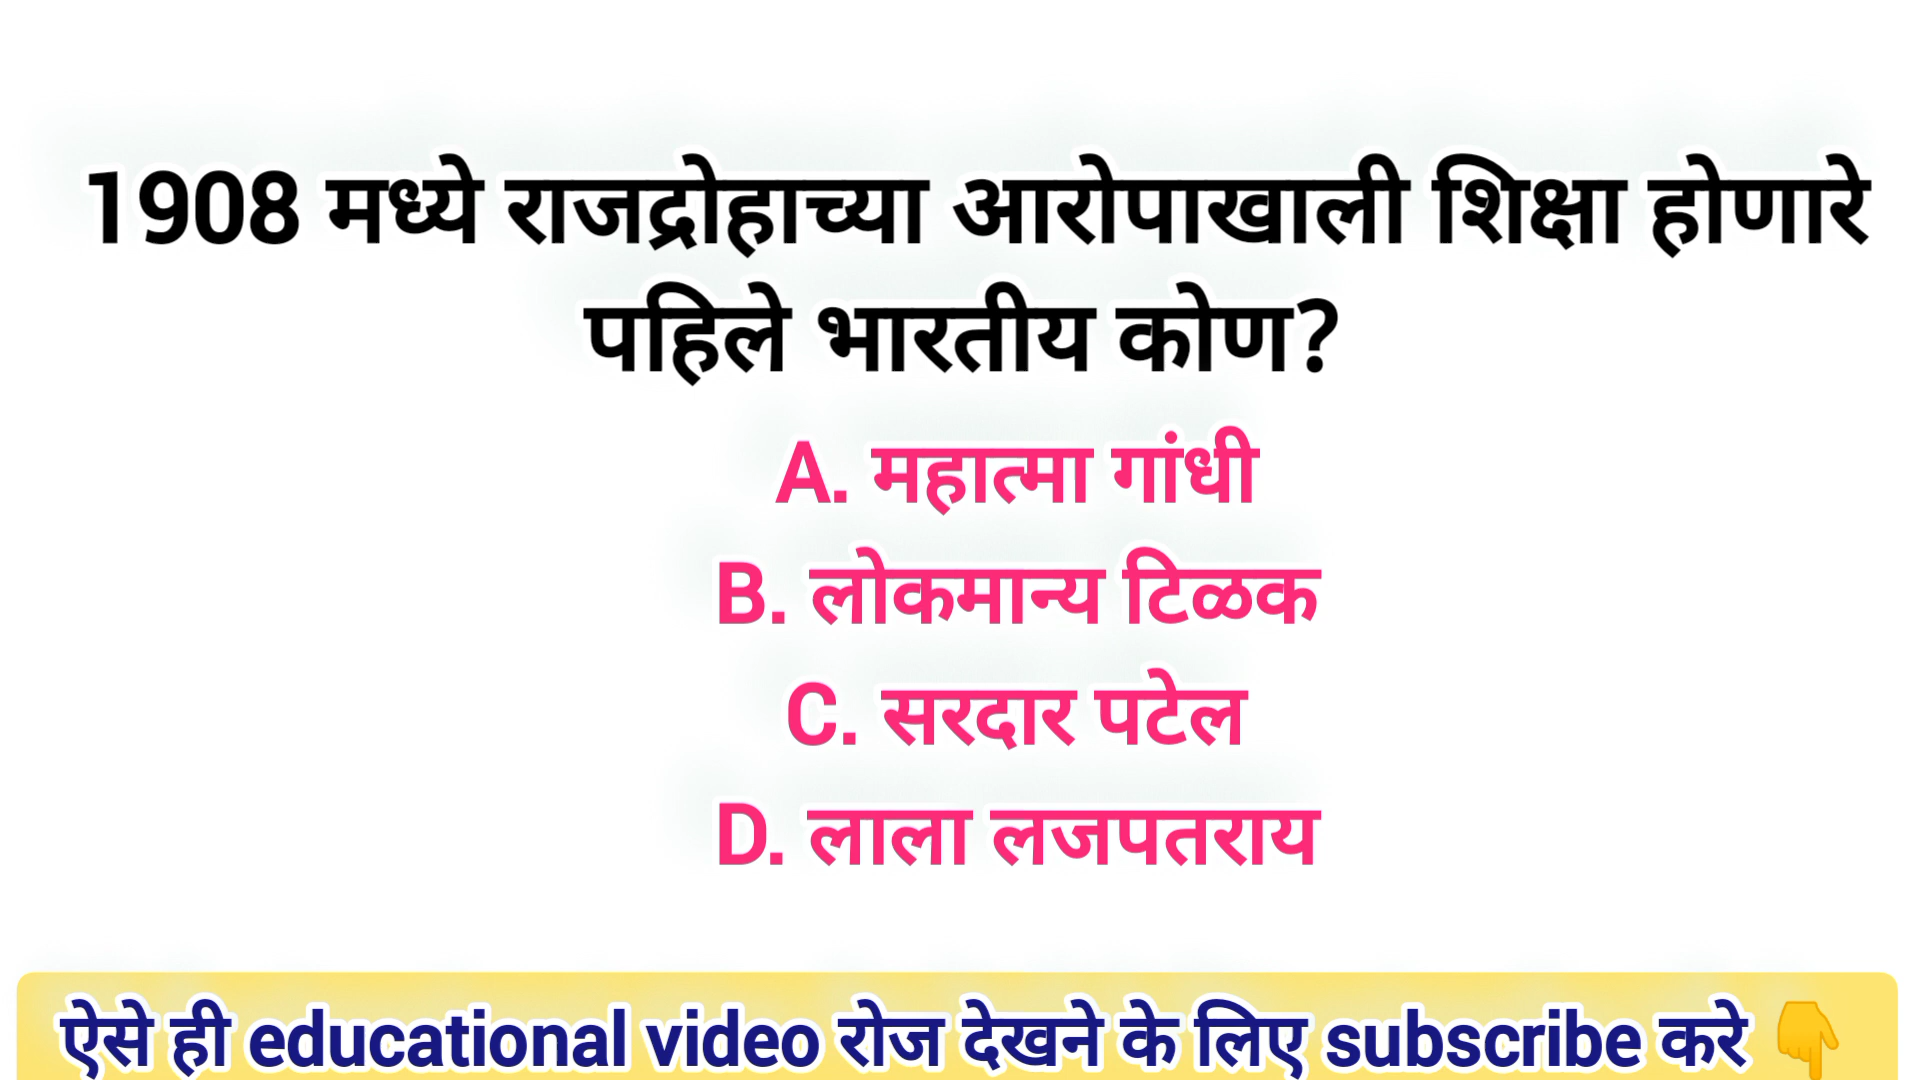 1908 मध्ये राजद्रोहाच्या आरोपाखाली शिक्षा होणारे
पहिले भारतीय कोण?
A. महात्मा गांधी
B. लोकमान्य टिळक
C. सरदार पटेल
D. लाला लजपतराय
ऐसे ही educational video रोज देखने के लिए subscribe करे 👇